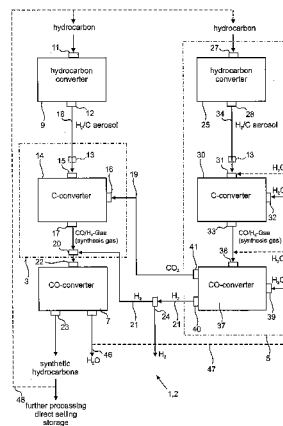 hydrocarbon
hydrocarbon
11
27
hydrocarbon
converter
hydrocarbon
converter
9
12
25
28
18
34
H₂/C aerosol
H₂/C aerosol
14
13
30
13
15
16
31
C-converter
19
C-converter
H₂O
32
17
33
CO/H₂-Gas
(synthesis gas)
CO/H₂-Gas
(synthesis gas)
20
38
41
22
CO₂
3
H₂
H₂
CO-converter
CO-converter
39
37
23
7
21
24
21
40
5
46
47
synthetic
hydrocarbons
H₂O
H₂
48
1,2
further processing
direct selling
storage